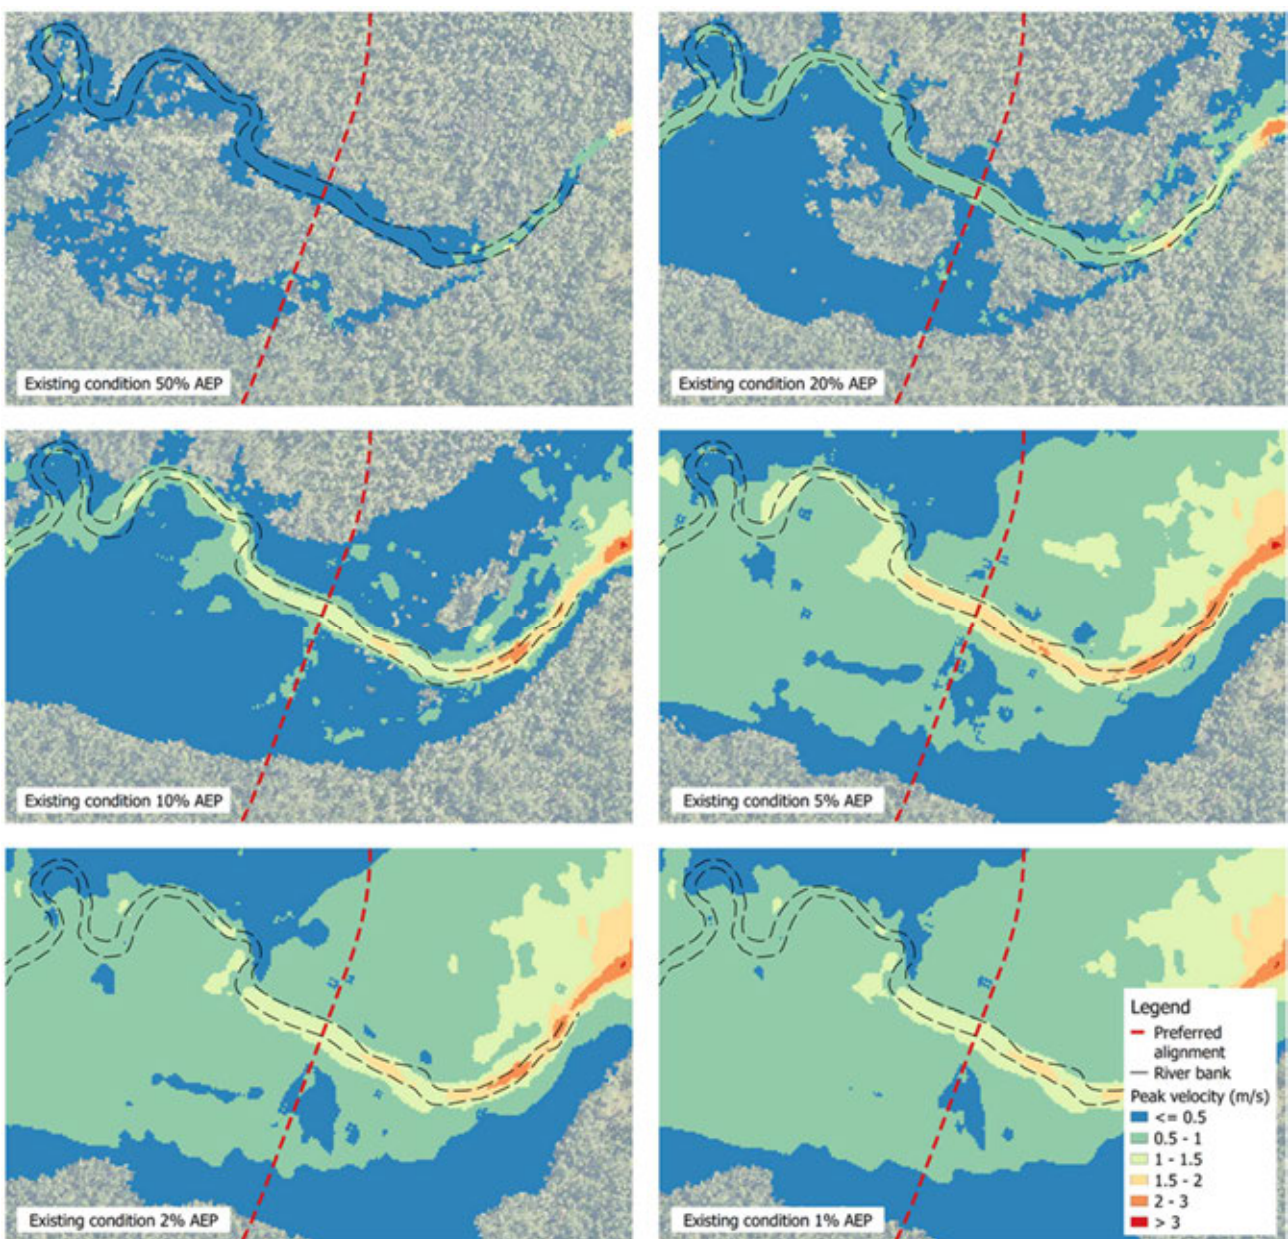 Existing condition 50% AEP
Existing condition 20% AEP
Existing condition 10% AEP
Existing condition 5% AEP
Existing condition 2% AEP
Existing condition 1% AEP
Legend
Preferred
alignment
River bank
Peak velocity (m/s)
<= 0.5
0.5 - 1
1 - 1.5
1.5 - 2
2 - 3
> 3